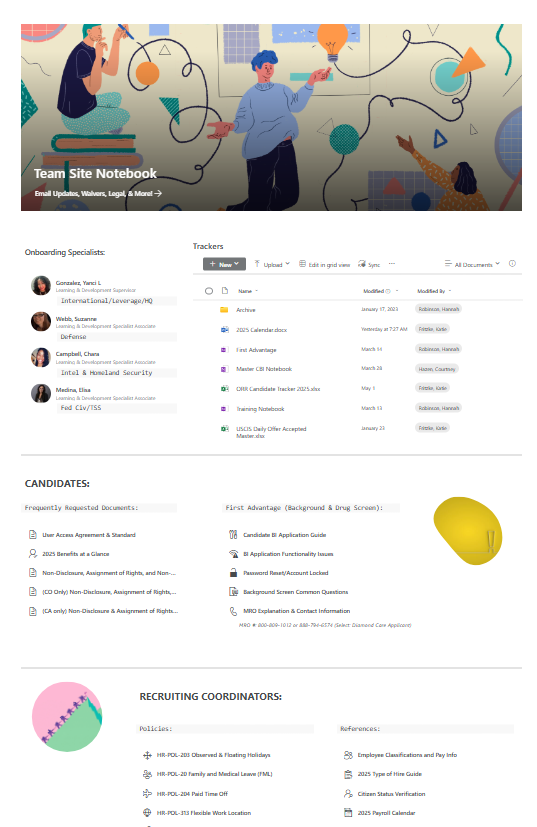 Team Site Notebook
Email Updates, Waivers, Legal, & More! →
Onboarding Specialists:
Gonzalez, Yanci L
Learning & Development Supervisor
International/Leverage/HQ
Webb, Suzanne
Learning & Development Specialist Associate
Defense
Campbell, Chara
Learning & Development Specialist Associate
Intel & Homeland Security
Medina, Elisa
Learning & Development Specialist Associate
Fed Civ/TSS
Trackers
+ New Upload Edit in grid view Sync ... All Documents
Name Modified Modified By
Archive January 17, 2023 Robinson, Hannah
2025 Calendar.docx Yesterday at 7:27 AM Fritzke, Katie
First Advantage March 14 Robinson, Hannah
Master CBI Notebook March 28 Hazen, Courtney
ORR Candidate Tracker 2025.xlsx May 1 Fritzke, Katie
Training Notebook March 13 Robinson, Hannah
USCIS Daily Offer Accepted Master.xlsx January 23 Fritzke, Katie
CANDIDATES:
Frequently Requested Documents:
User Access Agreement & Standard
2025 Benefits at a Glance
Non-Disclosure, Assignment of Rights, and Non-...
(CO Only) Non-Disclosure, Assignment of Rights,...
(CA only) Non-Disclosure & Assignment of Rights...
First Advantage (Background & Drug Screen):
Candidate BI Application Guide
BI Application Functionality Issues
Password Reset/Account Locked
Background Screen Common Questions
MRO Explanation & Contact Information
MRO #: 800-809-1012 or 888-794-6574 (Select: Diamond Care Applicant)
RECRUITING COORDINATORS:
Policies:
HR-POL-203 Observed & Floating Holidays
HR-POL-20 Family and Medical Leave (FML)
HR-POL-204 Paid Time Off
HR-POL-313 Flexible Work Location
References:
Employee Classifications and Pay Info
2025 Type of Hire Guide
Citizen Status Verification
2025 Payroll Calendar